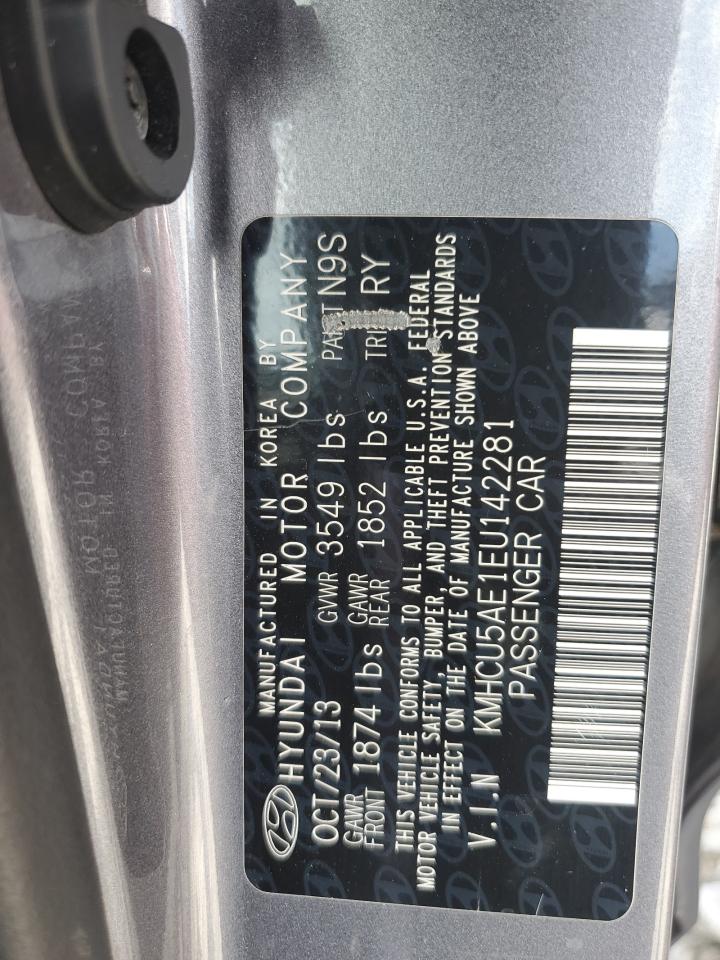 MANUFACTURED IN KOREA BY
HYUNDAI MOTOR COMPANY
OCT/23/13 GVWR 3549 lbs N9S
GAWR FRONT 1874 lbs GAWR REAR 1852 lbs RY
THIS VEHICLE CONFORMS TO ALL APPLICABLE U.S.A. FEDERAL
MOTOR VEHICLE SAFETY, BUMPER, AND THEFT PREVENTION STANDARDS
IN EFFECT ON THE DATE OF MANUFACTURE SHOWN ABOVE
V.I.N KMHCU5AE1EU142281
PASSENGER CAR